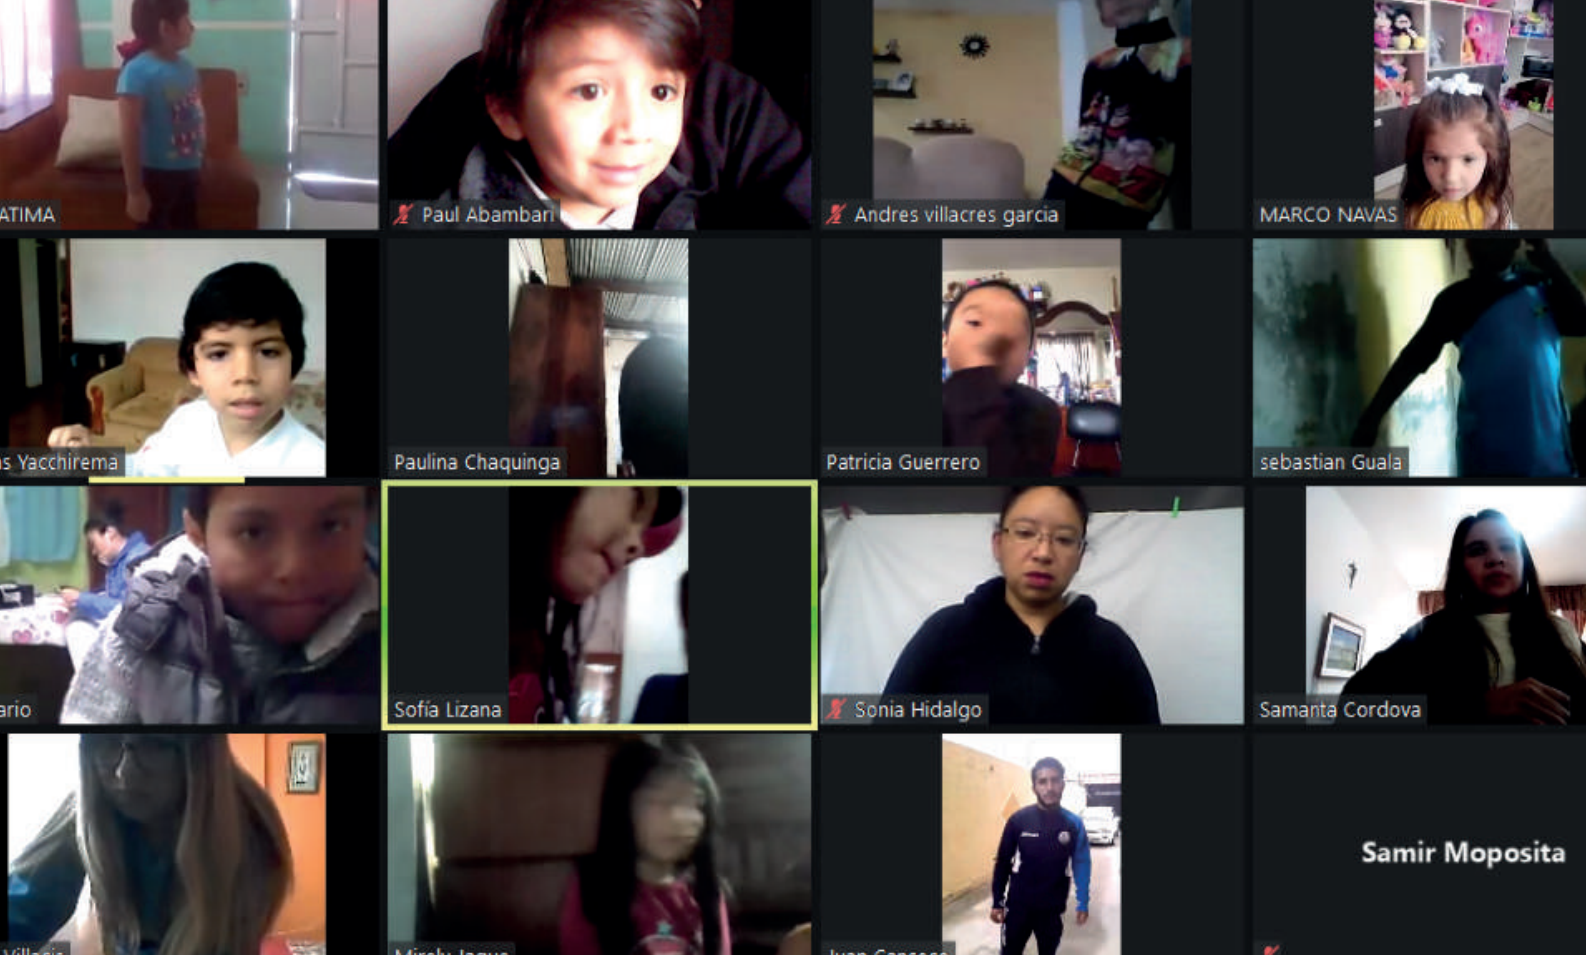 ATIMA
Paul Abambari
Andres villacres garcia
MARCO NAVAS
as Yacchirema
Paulina Chaquinga
Patricia Guerrero
sebastian Guala
ario
Sofía Lizana
Sonia Hidalgo
Samanta Cordova
Samir Moposita